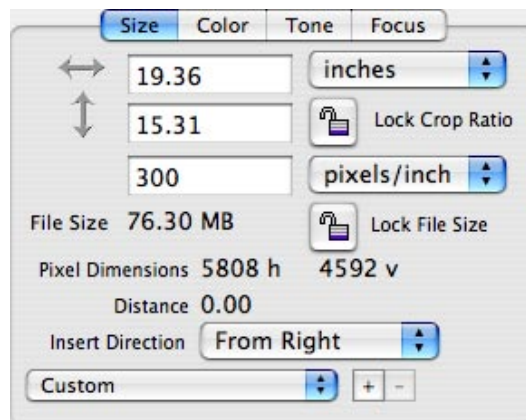 Size Color Tone Focus
19.36 inches
15.31 Lock Crop Ratio
300 pixels/inch
File Size 76.30 MB Lock File Size
Pixel Dimensions 5808 h 4592 v
Distance 0.00
Insert Direction From Right
Custom + -